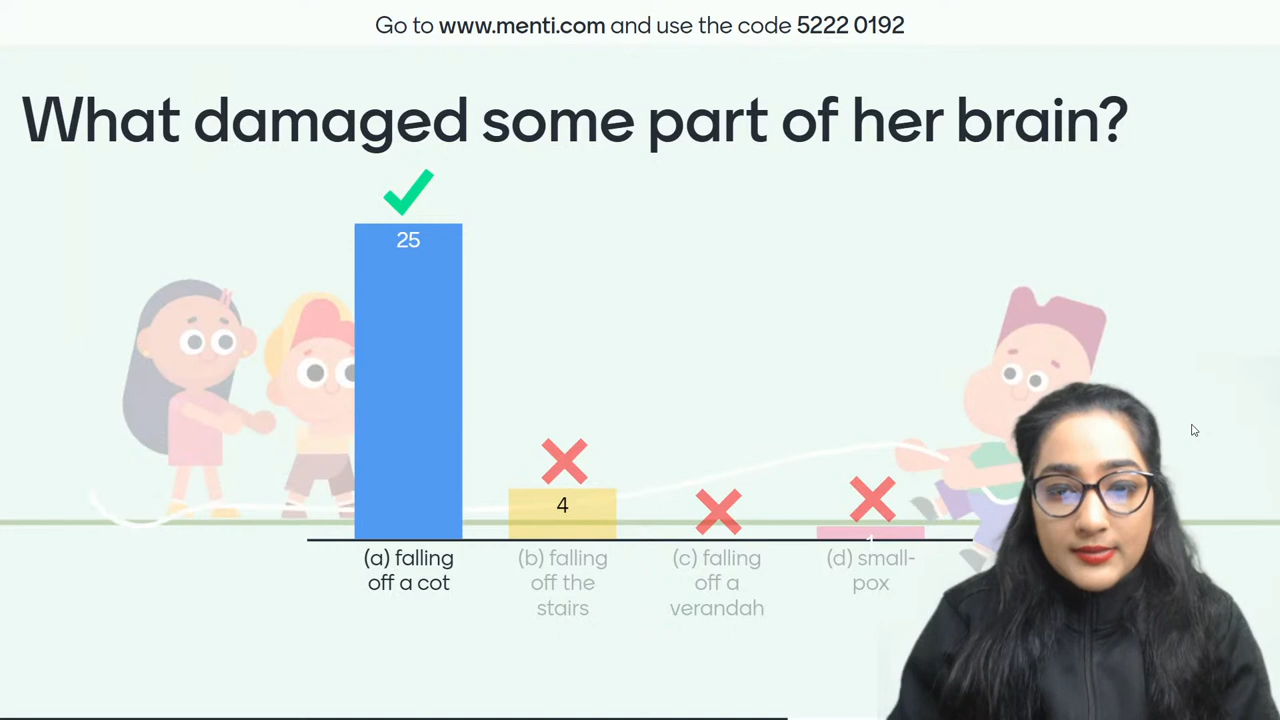 Go to www.menti.com and use the code 5222 0192
What damaged some part of her brain?
25
4
1
(a) falling
off a cot
(b) falling
off the
stairs
(c) falling
off a
verandah
(d) small-
pox